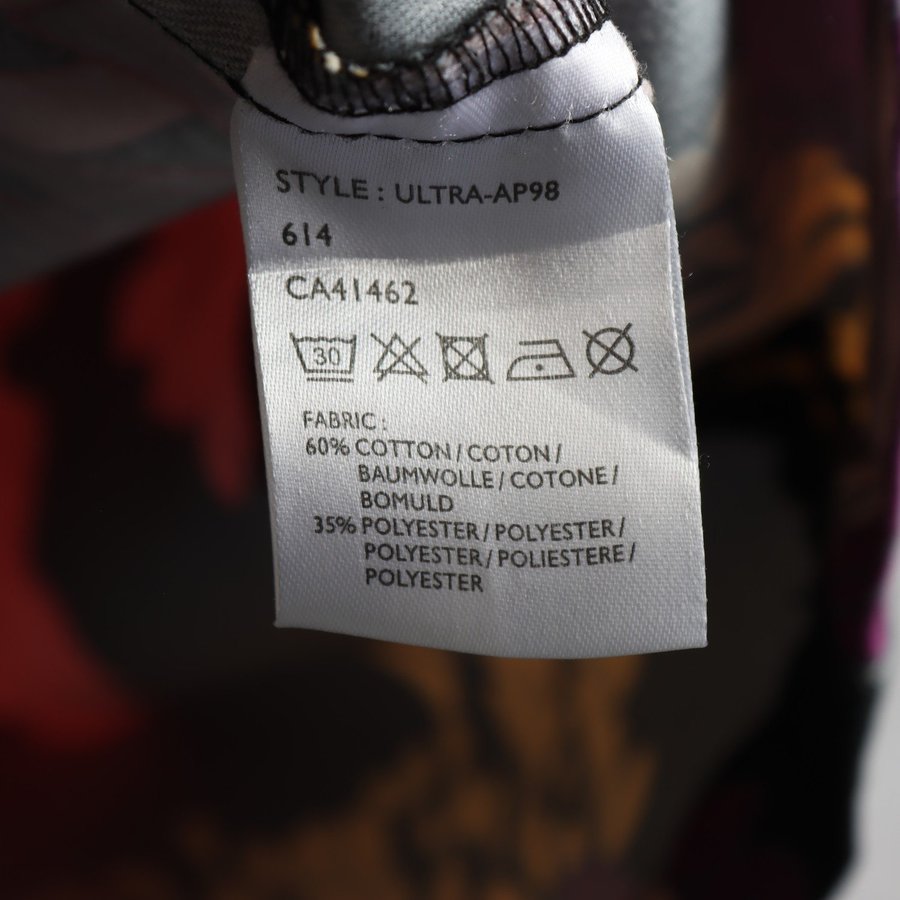 STYLE : ULTRA-AP98
614
CA41462
30
FABRIC :
60% COTTON / COTON /
BAUMWOLLE / COTONE /
BOMULD
35% POLYESTER / POLYESTER /
POLYESTER / POLIESTERE /
POLYESTER